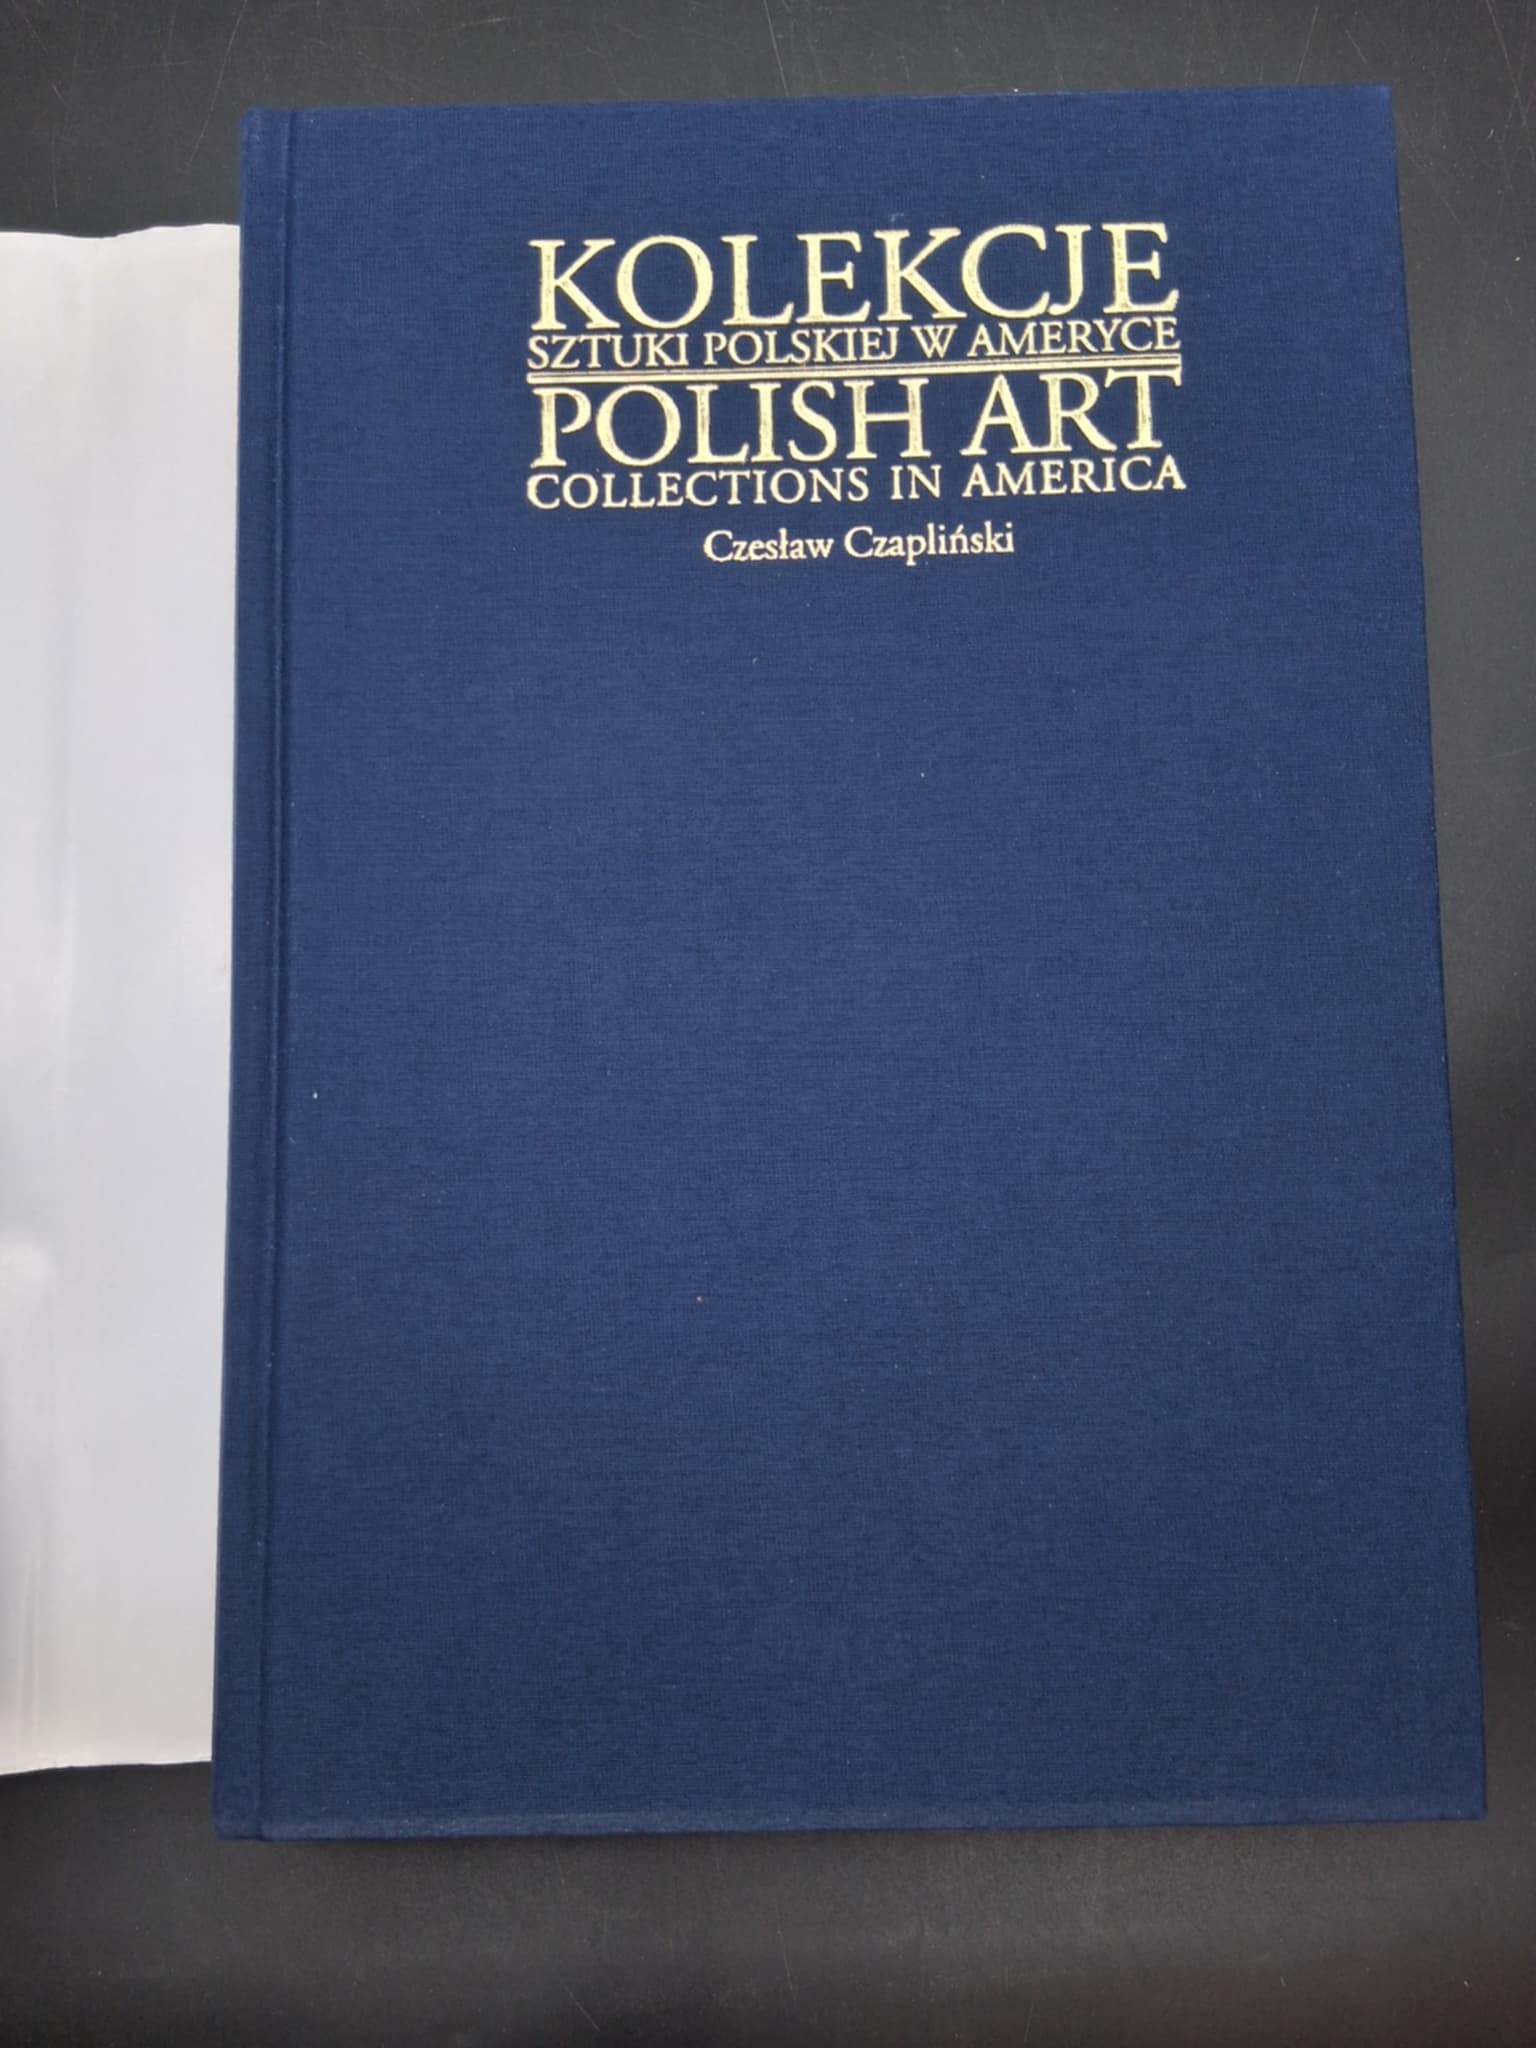 KOLEKCJE
SZTUKI POLSKIEJ W AMERYCE
POLISH ART
COLLECTIONS IN AMERICA
Czesław Czapliński